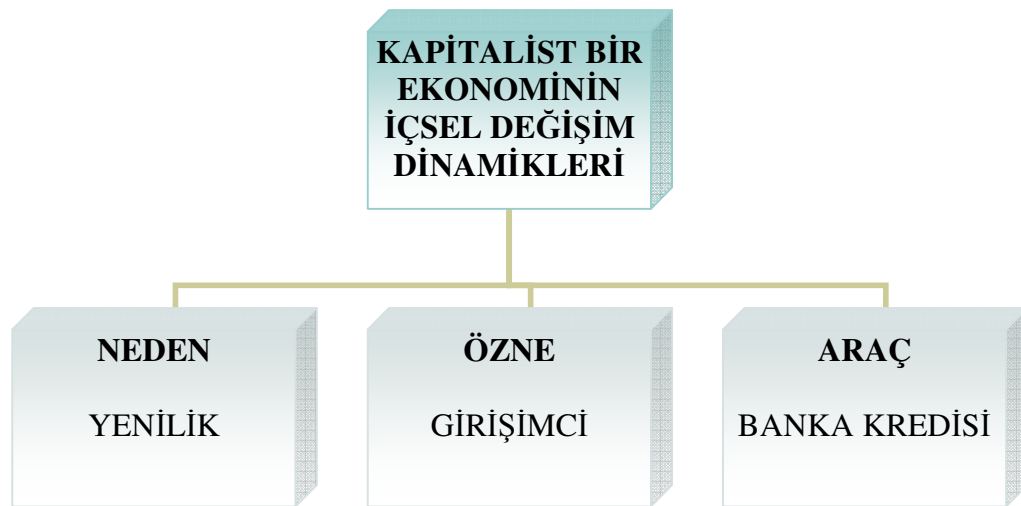 KAPİTALİST BİR
EKONOMİNİN
İÇSEL DEĞİŞİM
DİNAMİKLERİ
NEDEN
YENİLİK
ÖZNE
GİRİŞİMCİ
ARAÇ
BANKA KREDİSİ